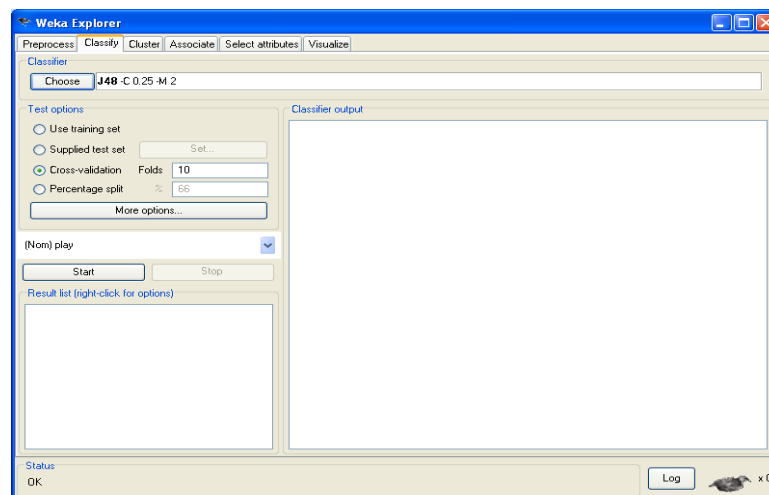 Weka Explorer
Preprocess Classify Cluster Associate Select attributes Visualize
Classifier
Choose J48 -C 0.25 -M 2
Test options
Use training set
Supplied test set Set...
Cross-validation Folds 10
Percentage split % 66
More options...
(Nom) play
Start Stop
Result list (right-click for options)
Classifier output
Status
OK
Log
x 0